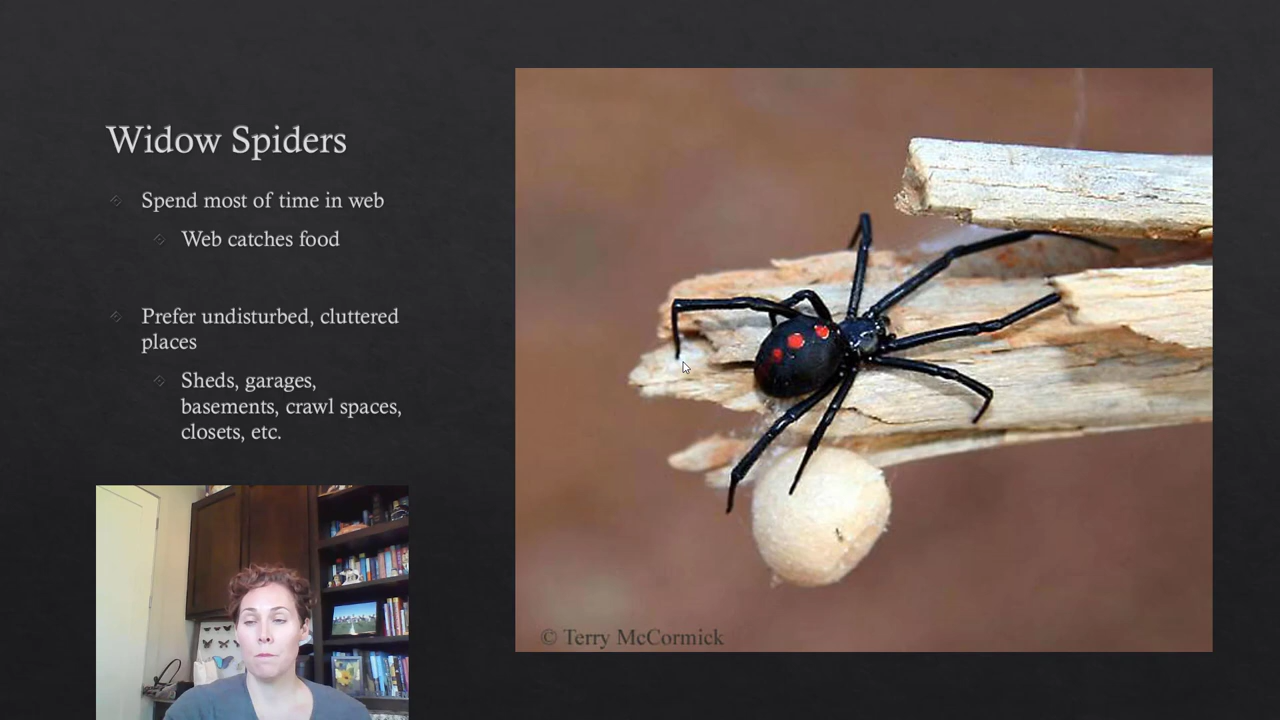 Widow Spiders
Spend most of time in web
Web catches food
Prefer undisturbed, cluttered
places
Sheds, garages,
basements, crawl spaces,
closets, etc.
© Terry McCormick